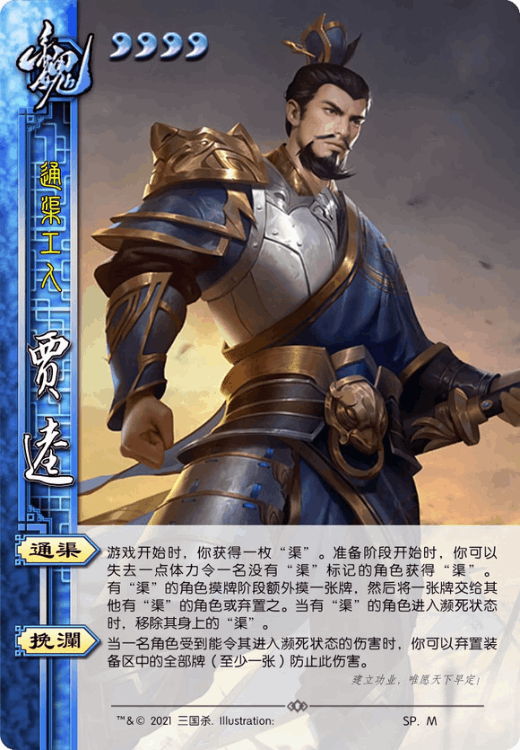 魏
通渠工人
贾逵
通渠
游戏开始时，你获得一枚“渠”。准备阶段开始时，你可以
失去一点体力令一名没有“渠”标记的角色获得“渠”。
有“渠”的角色摸牌阶段额外摸一张牌，然后将一张牌交给其
他有“渠”的角色或弃置之。当有“渠”的角色进入濒死状态
时，移除其身上的“渠”。
挽瀾
当一名角色受到能令其进入濒死状态的伤害时，你可以弃置装
备区中的全部牌（至少一张）防止此伤害。
建立功业，唯愿天下早定！
™&© 2021 三国杀. Illustration:
SP. M